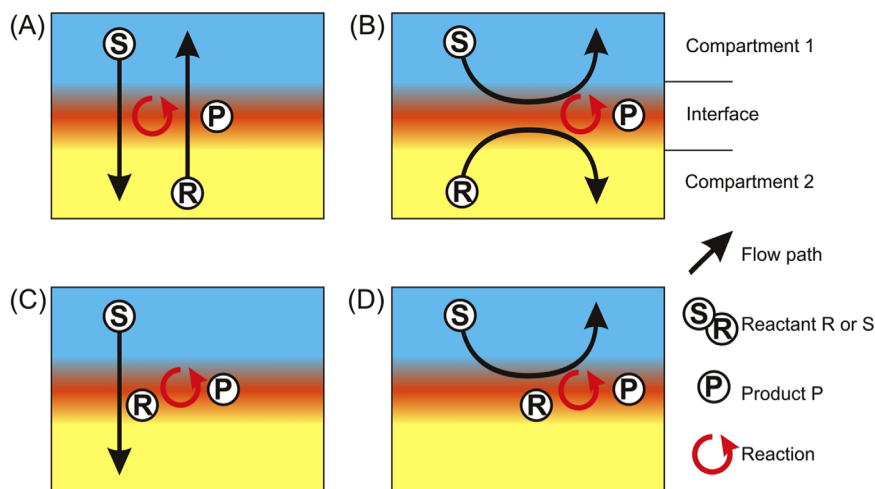 (A)
S
P
R
(B)
S
P
R
Compartment 1
Interface
Compartment 2
(C)
S
R
P
(D)
S
R
P
Flow path
S
R
Reactant R or S
P
Product P
Reaction